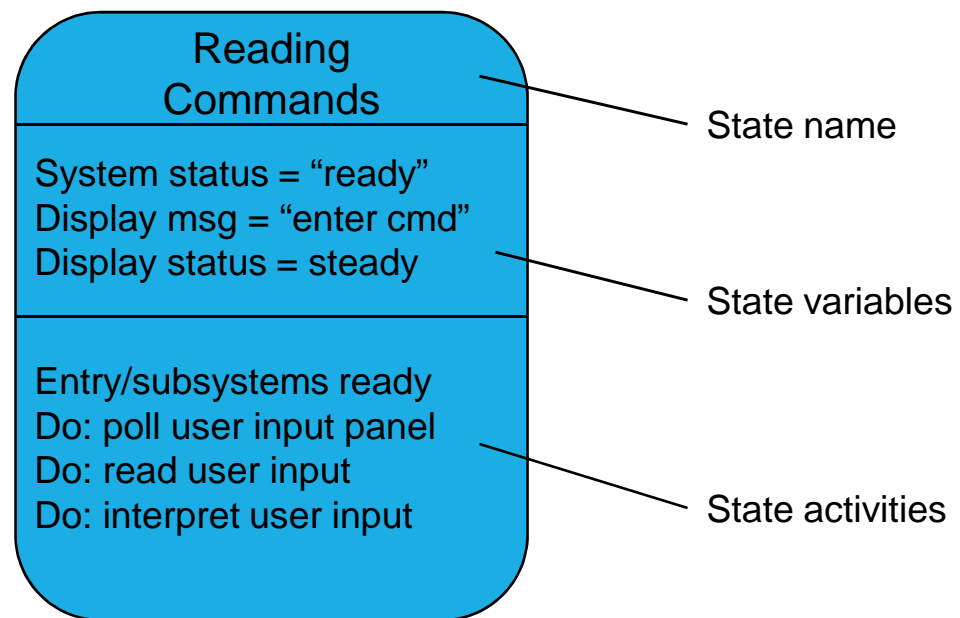 Reading
Commands
State name
System status = “ready”
Display msg = “enter cmd”
Display status = steady
State variables
Entry/subsystems ready
Do: poll user input panel
Do: read user input
Do: interpret user input
State activities